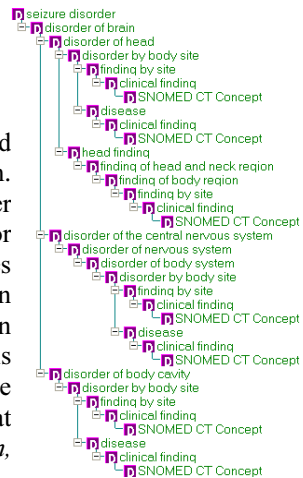 seizure disorder
disorder of brain
disorder of head
disorder by body site
finding by site
clinical finding
SNOMED CT Concept
disease
clinical finding
SNOMED CT Concept
head finding
finding of head and neck region
finding of body region
finding by site
clinical finding
SNOMED CT Concept
disorder of the central nervous system
disorder of nervous system
disorder of body system
disorder by body site
finding by site
clinical finding
SNOMED CT Concept
disease
clinical finding
SNOMED CT Concept
disorder of body cavity
disorder by body site
finding by site
clinical finding
SNOMED CT Concept
disease
clinical finding
SNOMED CT Concept